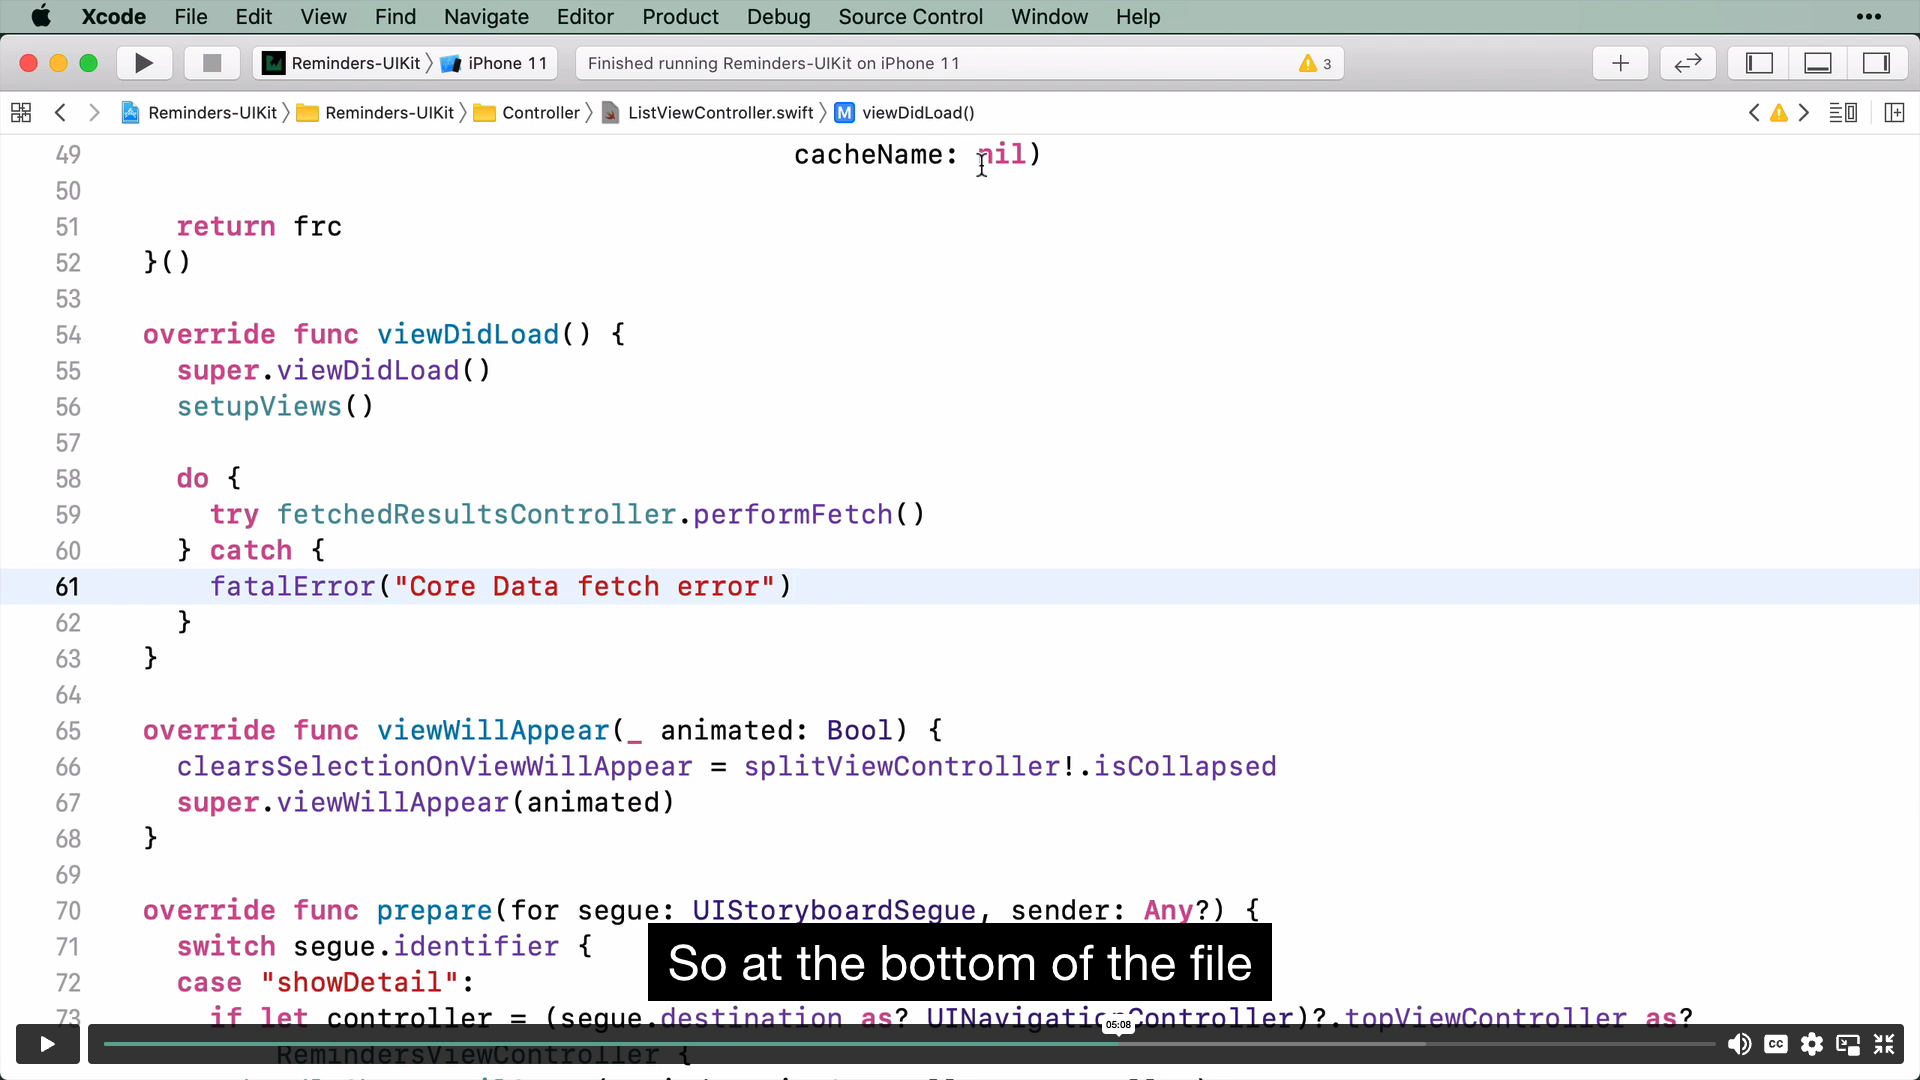 Xcode File Edit View Find Navigate Editor Product Debug Source Control Window Help
Reminders-UIKit iPhone 11 Finished running Reminders-UIKit on iPhone 11 3
Reminders-UIKit Reminders-UIKit Controller ListViewController.swift M viewDidLoad()
49 cacheName: nil)
50
51 return frc
52 }()
53
54 override func viewDidLoad() {
55 super.viewDidLoad()
56 setupViews()
57
58 do {
59 try fetchedResultsController.performFetch()
60 } catch {
61 fatalError("Core Data fetch error")
62 }
63 }
64
65 override func viewWillAppear(_ animated: Bool) {
66 clearsSelectionOnViewWillAppear = splitViewController!.isCollapsed
67 super.viewWillAppear(animated)
68 }
69
70 override func prepare(for segue: UIStoryboardSegue, sender: Any?) {
71 switch segue.identifier {
So at the bottom of the file
72 case "showDetail":
73 if let controller = (segue.destination as? UINavigationController)?.topViewController as?
05:08
RemindersViewController {
CC